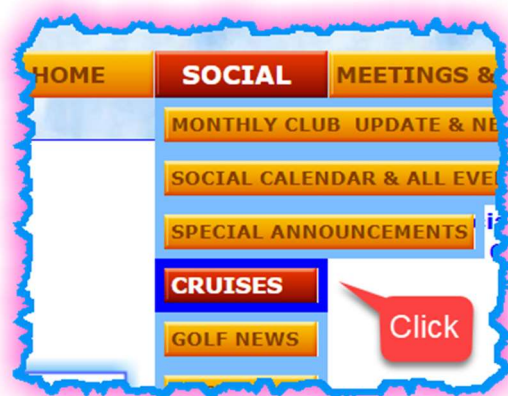 HOME SOCIAL MEETINGS &
MONTHLY CLUB UPDATE & NE
SOCIAL CALENDAR & ALL EVE
SPECIAL ANNOUNCEMENTS
CRUISES
Click
GOLF NEWS